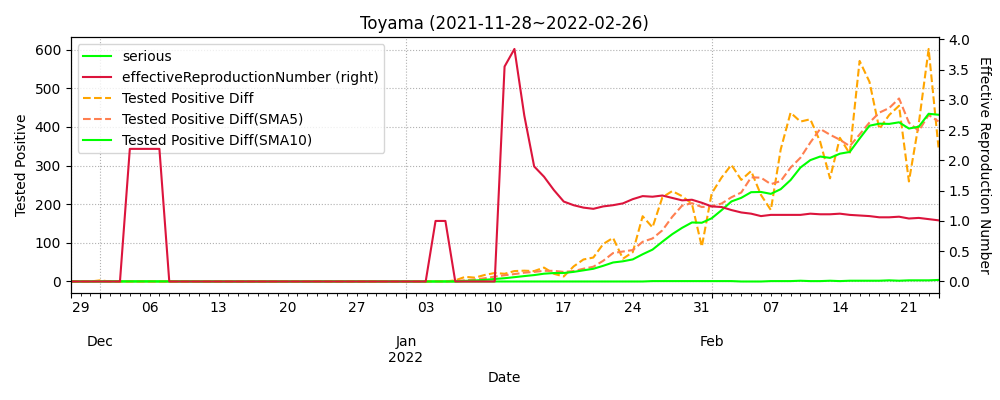 Toyama (2021-11-28~2022-02-26)
serious
effectiveReproductionNumber (right)
Tested Positive Diff
Tested Positive Diff(SMA5)
Tested Positive Diff(SMA10)
Tested Positive
600
500
400
300
200
100
0
4.0
3.5
3.0
2.5
2.0
1.5
1.0
0.5
0.0
Effective Reproduction Number
29 06 13 20 27 03 10 17 24 31 07 14 21
Dec Jan Feb
2022
Date